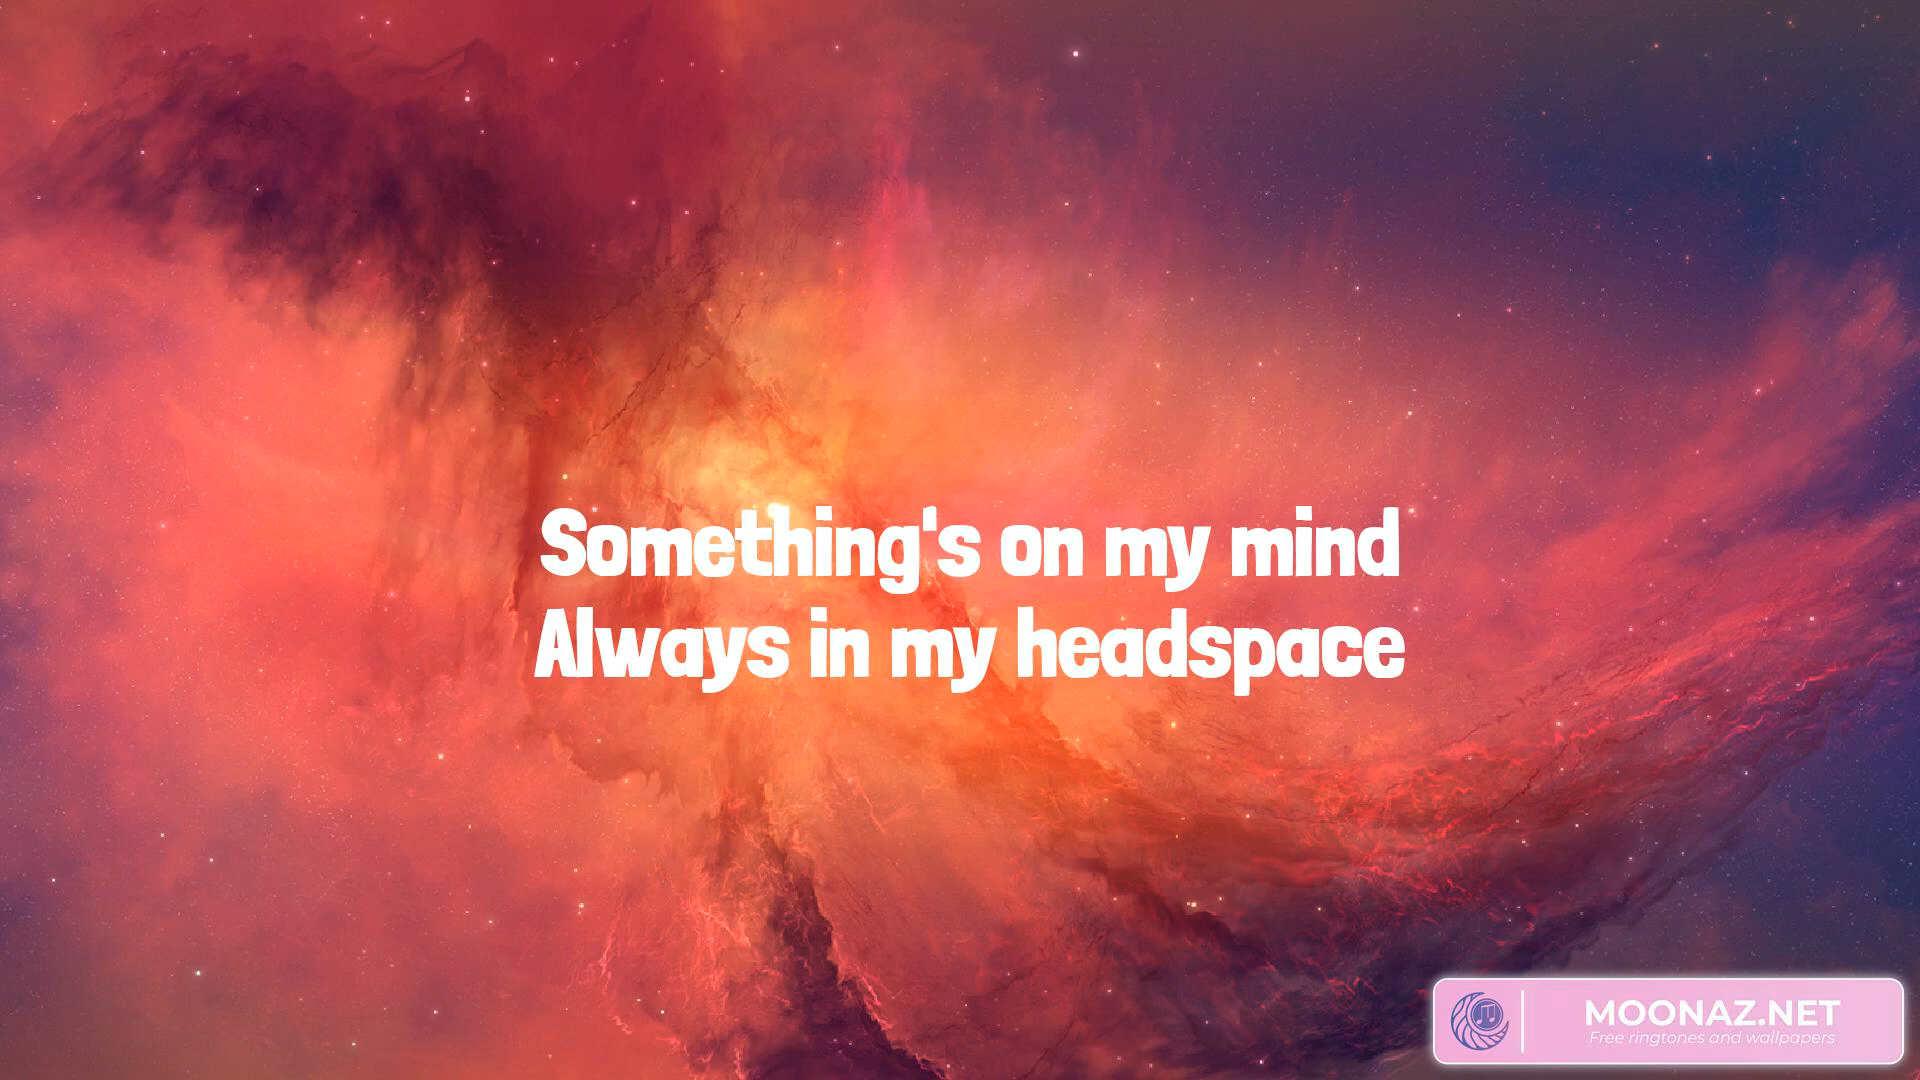 Something's on my mind
Always in my headspace
MOONAZ.NET
Free ringtones and wallpapers